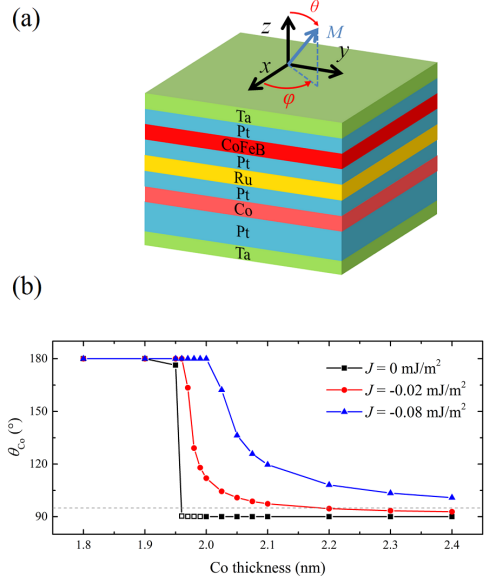 (a)
θ
z
M
y
x
φ
Ta
Pt
CoFeB
Pt
Ru
Pt
Co
Pt
Ta
(b)
180
150
120
90
θCo (°)
J = 0 mJ/m²
J = -0.02 mJ/m²
J = -0.08 mJ/m²
1.8 1.9 2.0 2.1 2.2 2.3 2.4
Co thickness (nm)